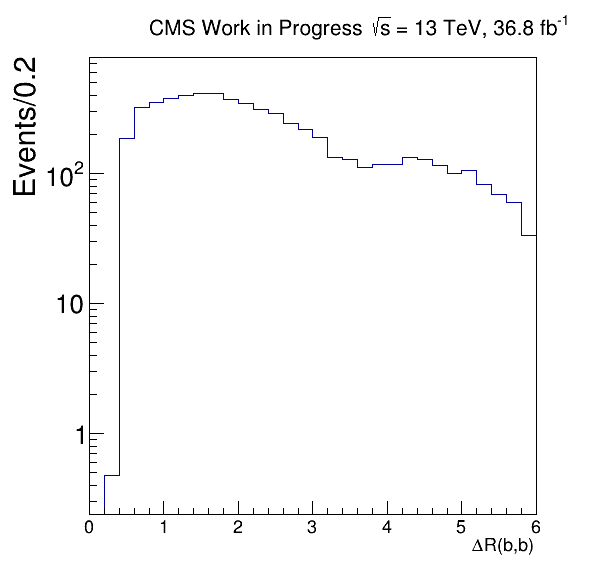 CMS Work in Progress √s = 13 TeV, 36.8 fb⁻¹
Events/0.2
10²
10
1
0 1 2 3 4 5 6
ΔR(b,b)